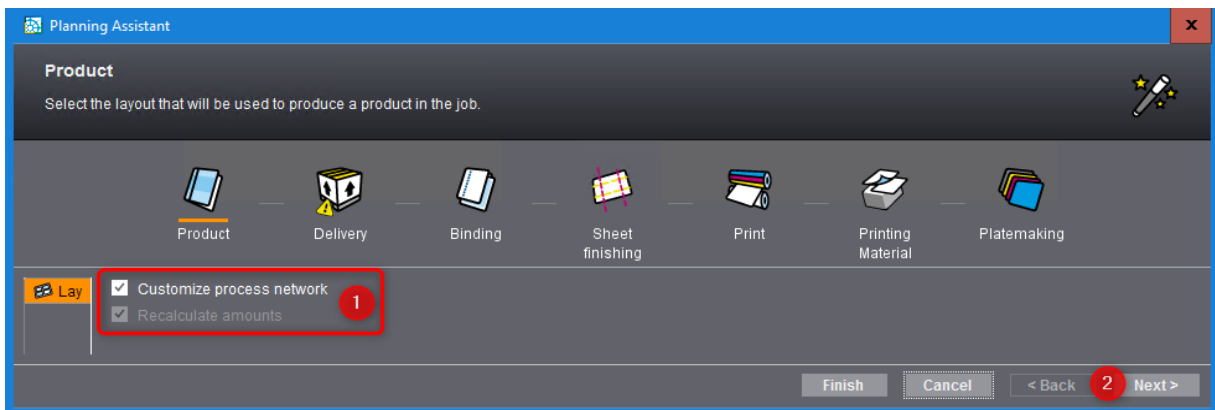 Planning Assistant
x
Product
Select the layout that will be used to produce a product in the job.
Product
Delivery
Binding
Sheet
finishing
Print
Printing
Material
Platemaking
Lay
Customize process network
1
Recalculate amounts
Finish
Cancel
< Back
2
Next >